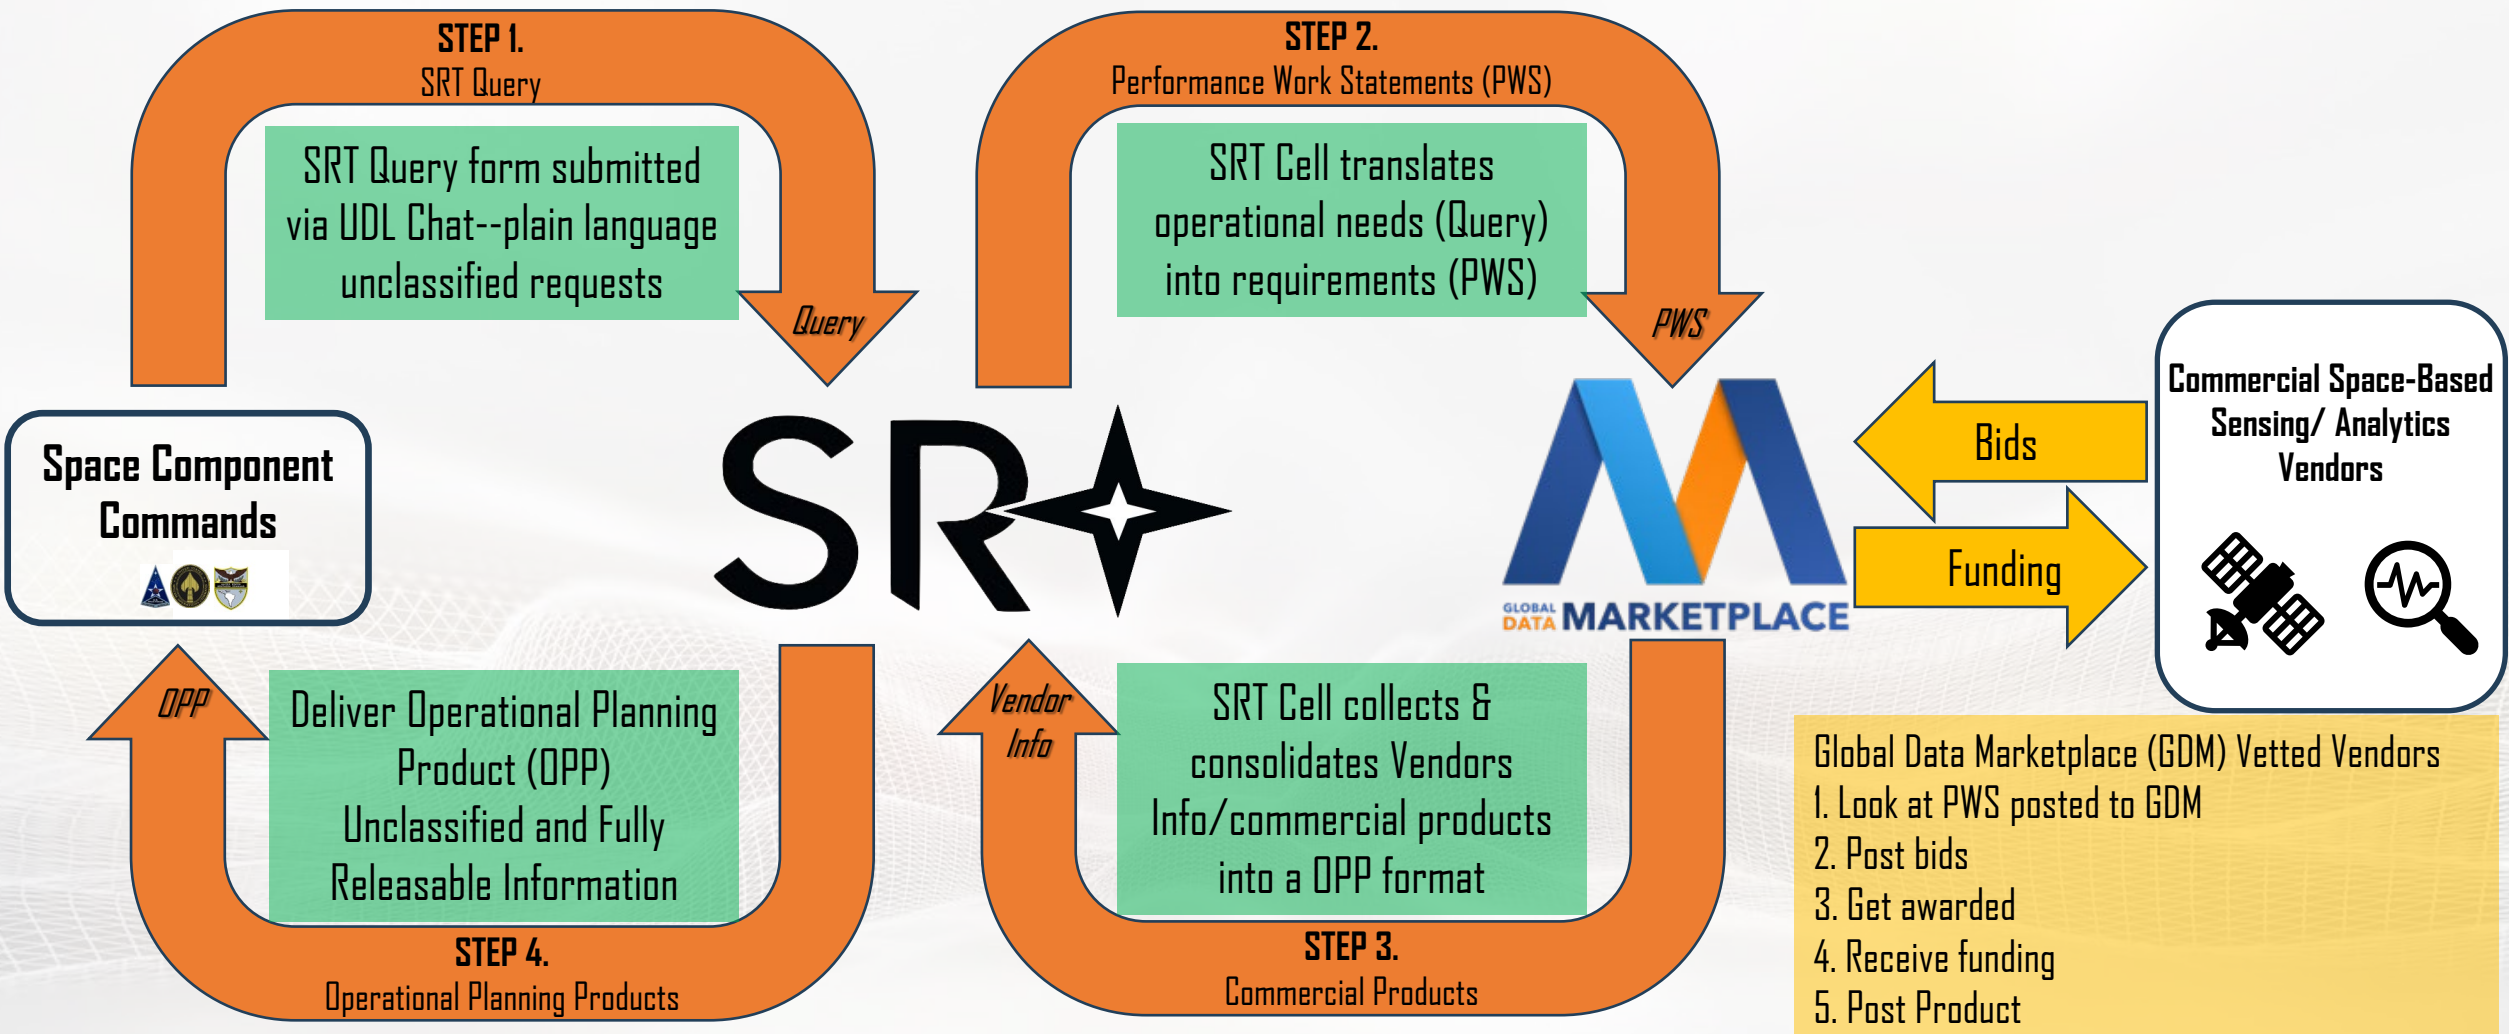 STEP 1.
SRT Query
SRT Query form submitted
via UDL Chat--plain language
unclassified requests
Query
STEP 2.
Performance Work Statements (PWS)
SRT Cell translates
operational needs (Query)
into requirements (PWS)
PWS
Space Component
Commands
SR
GLOBAL
DATA MARKETPLACE
Bids
Funding
Commercial Space-Based
Sensing/ Analytics
Vendors
OPP
Deliver Operational Planning
Product (OPP)
Unclassified and Fully
Releasable Information
STEP 4.
Operational Planning Products
Vendor
Info
SRT Cell collects &
consolidates Vendors
Info/commercial products
into a OPP format
STEP 3.
Commercial Products
Global Data Marketplace (GDM) Vetted Vendors
1. Look at PWS posted to GDM
2. Post bids
3. Get awarded
4. Receive funding
5. Post Product